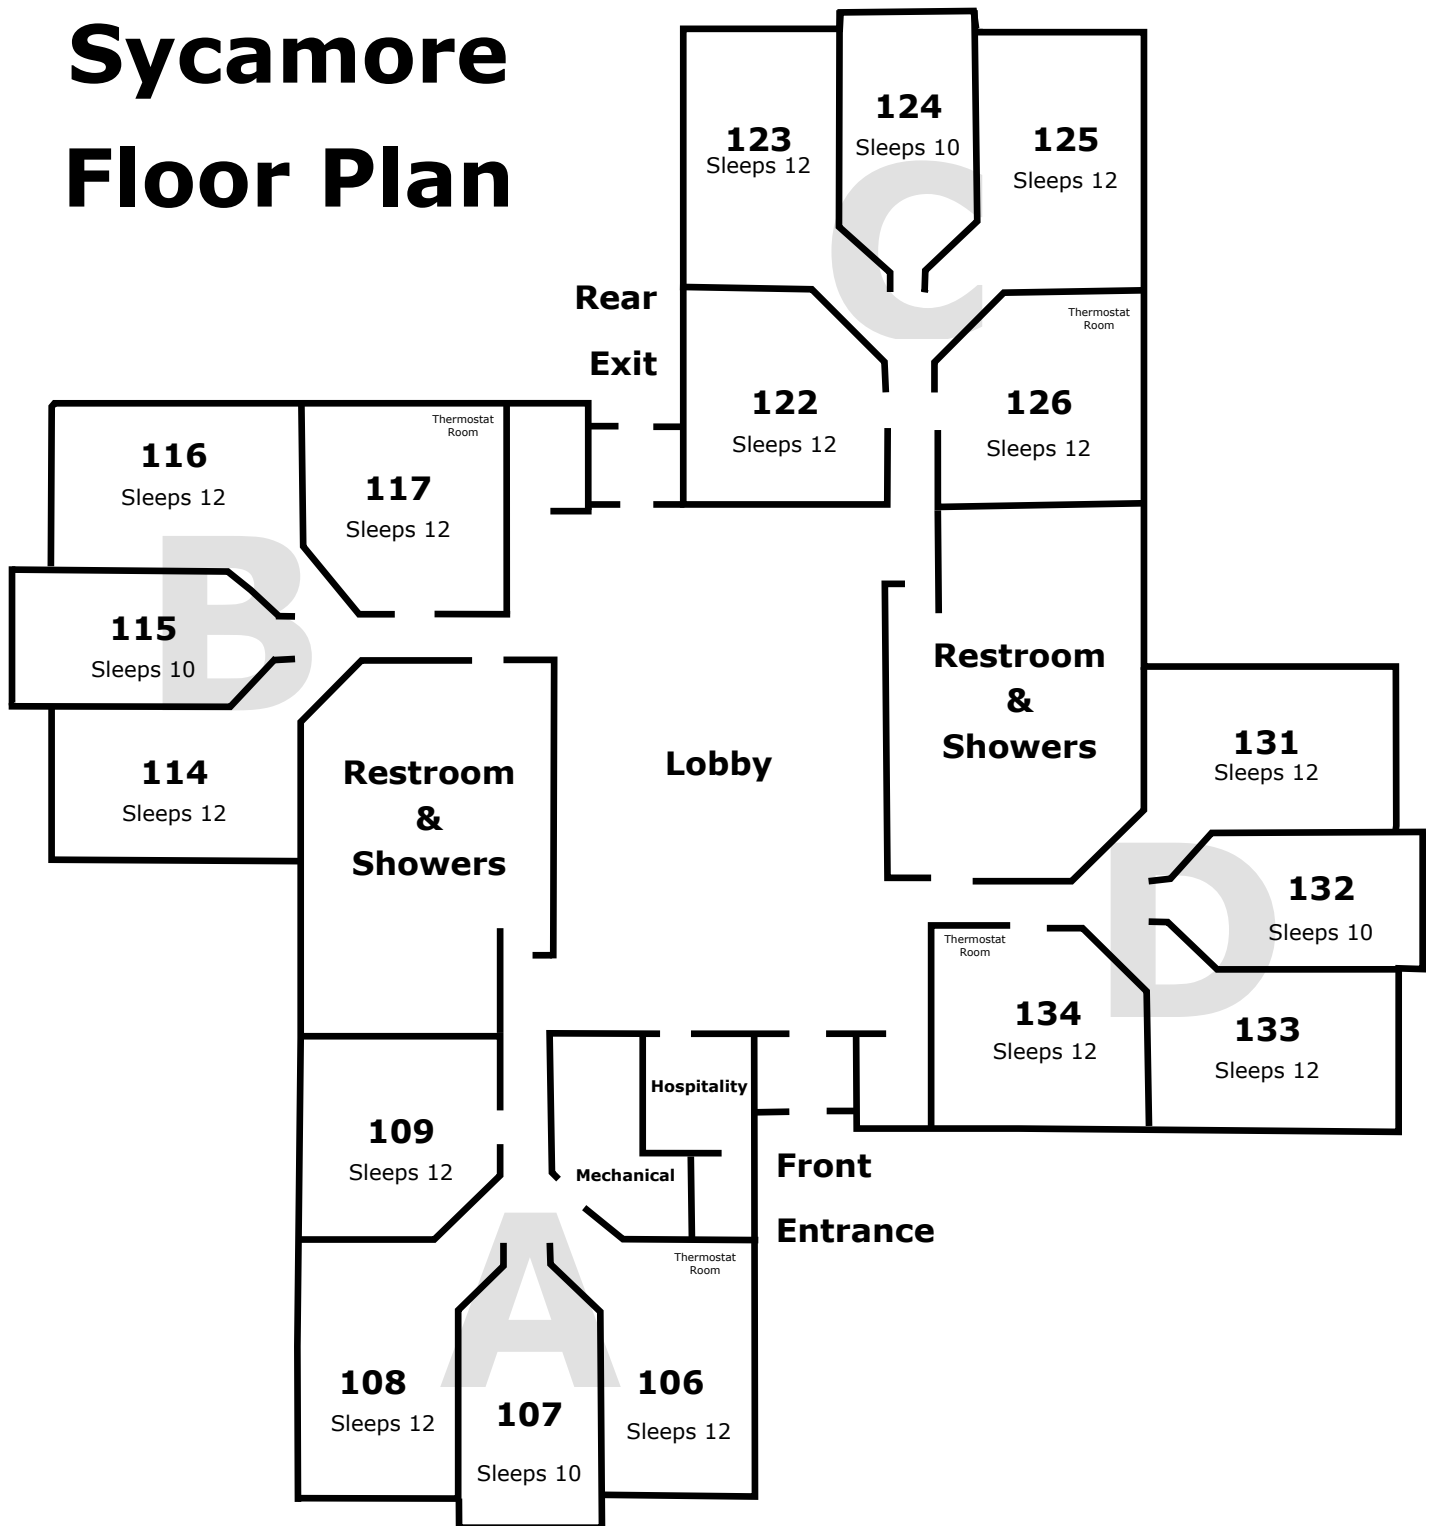 Sycamore
Floor Plan
124
Sleeps 10
123
Sleeps 12
125
Sleeps 12
C
Rear
Exit
Thermostat
Room
122
Sleeps 12
126
Sleeps 12
116
Sleeps 12
Thermostat
Room
117
Sleeps 12
B
115
Sleeps 10
114
Sleeps 12
Restroom
&
Showers
Lobby
Restroom
&
Showers
131
Sleeps 12
132
Sleeps 10
D
Thermostat
Room
134
Sleeps 12
133
Sleeps 12
Hospitality
109
Sleeps 12
Mechanical
Front
Entrance
Thermostat
Room
A
108
Sleeps 12
107
Sleeps 10
106
Sleeps 12